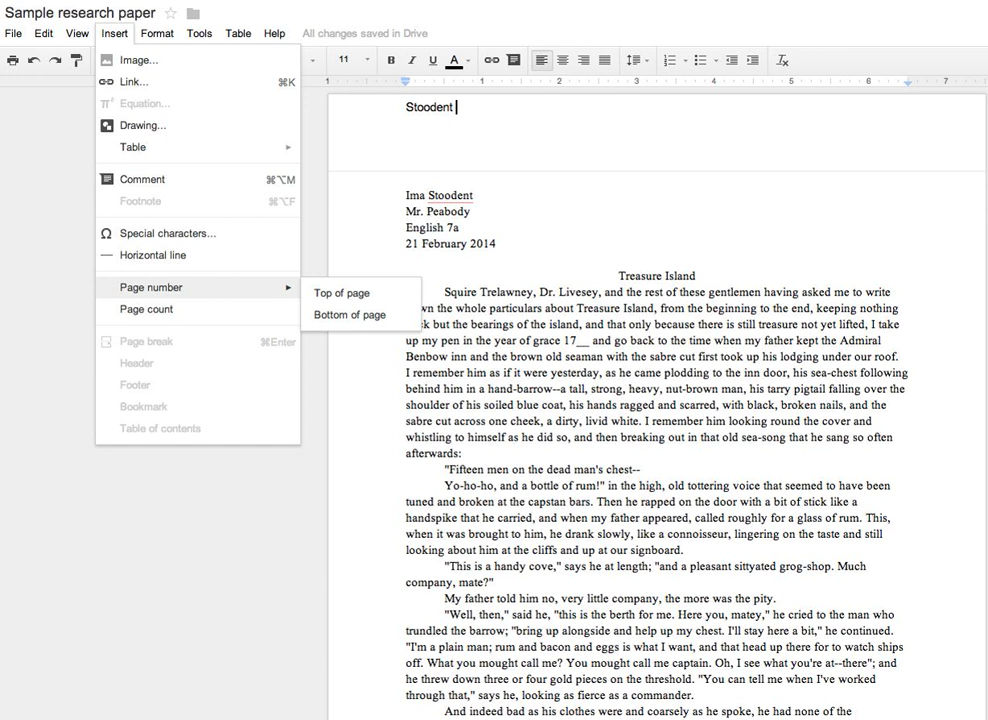 Sample research paper
File Edit View Insert Format Tools Table Help All changes saved in Drive
11 B I U A
1 1 2 3 4 5 6 7
Image...
Link... ⌘K
Equation...
Drawing...
Table
Comment ⌘⌥M
Footnote ⌘⌥F
Special characters...
Horizontal line
Page number
Page count
Page break ⌘Enter
Header
Footer
Bookmark
Table of contents
Top of page
Bottom of page
Stoodent
Ima Stoodent
Mr. Peabody
English 7a
21 February 2014
Treasure Island
Squire Trelawney, Dr. Livesey, and the rest of these gentlemen having asked me to write
wn the whole particulars about Treasure Island, from the beginning to the end, keeping nothing
k but the bearings of the island, and that only because there is still treasure not yet lifted, I take
up my pen in the year of grace 17__ and go back to the time when my father kept the Admiral
Benbow inn and the brown old seaman with the sabre cut first took up his lodging under our roof.
I remember him as if it were yesterday, as he came plodding to the inn door, his sea-chest following
behind him in a hand-barrow--a tall, strong, heavy, nut-brown man, his tarry pigtail falling over the
shoulder of his soiled blue coat, his hands ragged and scarred, with black, broken nails, and the
sabre cut across one cheek, a dirty, livid white. I remember him looking round the cover and
whistling to himself as he did so, and then breaking out in that old sea-song that he sang so often
afterwards:
"Fifteen men on the dead man's chest--
Yo-ho-ho, and a bottle of rum!" in the high, old tottering voice that seemed to have been
tuned and broken at the capstan bars. Then he rapped on the door with a bit of stick like a
handspike that he carried, and when my father appeared, called roughly for a glass of rum. This,
when it was brought to him, he drank slowly, like a connoisseur, lingering on the taste and still
looking about him at the cliffs and up at our signboard.
"This is a handy cove," says he at length; "and a pleasant sittyated grog-shop. Much
company, mate?"
My father told him no, very little company, the more was the pity.
"Well, then," said he, "this is the berth for me. Here you, matey," he cried to the man who
trundled the barrow; "bring up alongside and help up my chest. I'll stay here a bit," he continued.
"I'm a plain man; rum and bacon and eggs is what I want, and that head up there for to watch ships
off. What you mought call me? You mought call me captain. Oh, I see what you're at--there"; and
he threw down three or four gold pieces on the threshold. "You can tell me when I've worked
through that," says he, looking as fierce as a commander.
And indeed bad as his clothes were and coarsely as he spoke, he had none of the